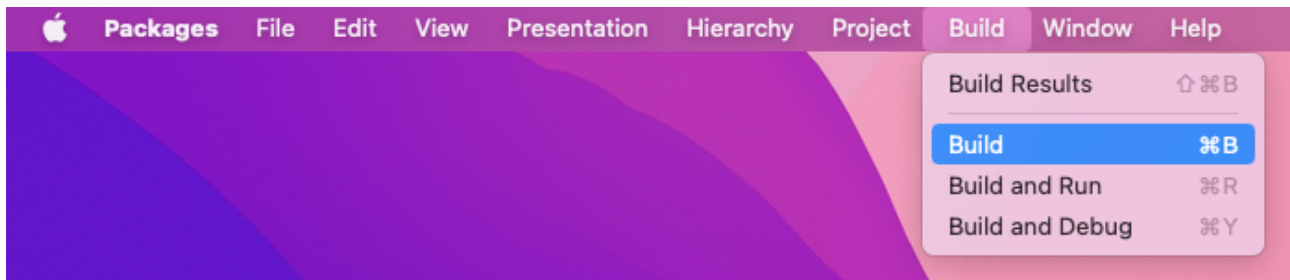 Packages File Edit View Presentation Hierarchy Project Build Window Help
Build Results ⇧⌘B
Build ⌘B
Build and Run ⌘R
Build and Debug ⌘Y